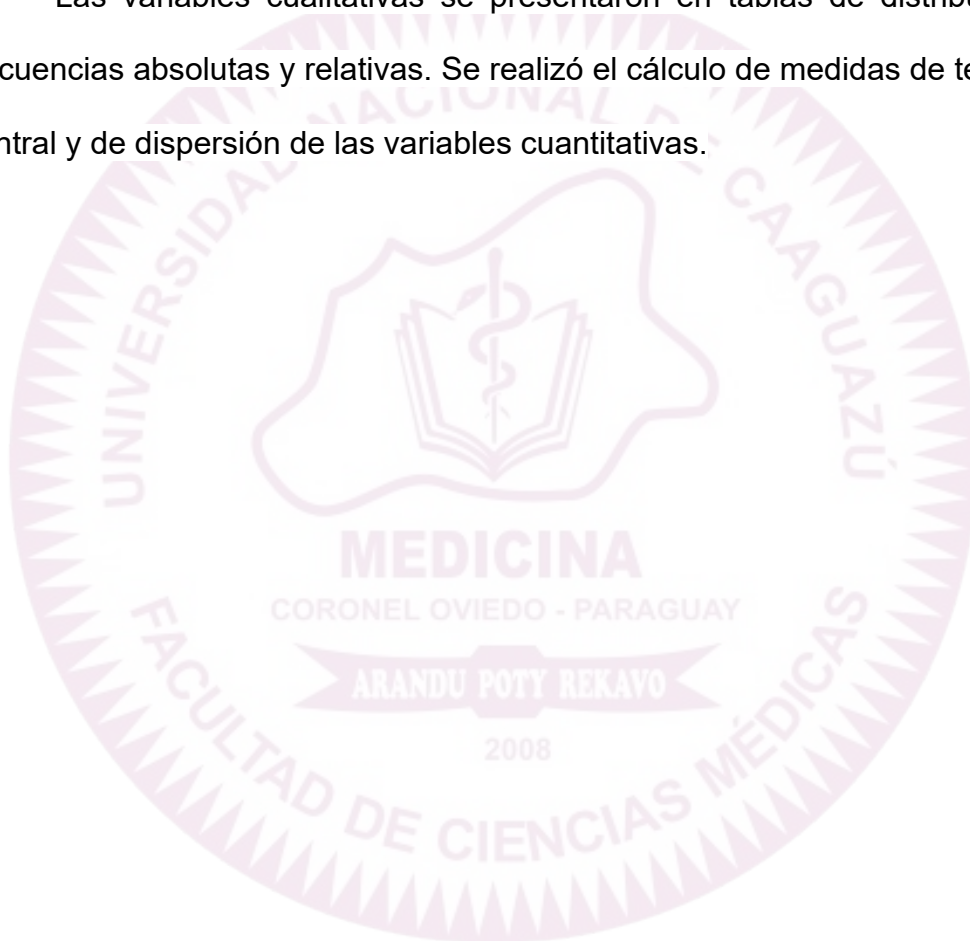 Las variables cualitativas se presentaron en tablas de distrib
cuencias absolutas y relativas. Se realizó el cálculo de medidas de te
ntral y de dispersión de las variables cuantitativas.
UNIVERSIDAD NACIONAL DE CAAGUAZÚ
MEDICINA
CORONEL OVIEDO - PARAGUAY
ARANDU POTY REKAVO
2008
FACULTAD DE CIENCIAS MÉDICAS